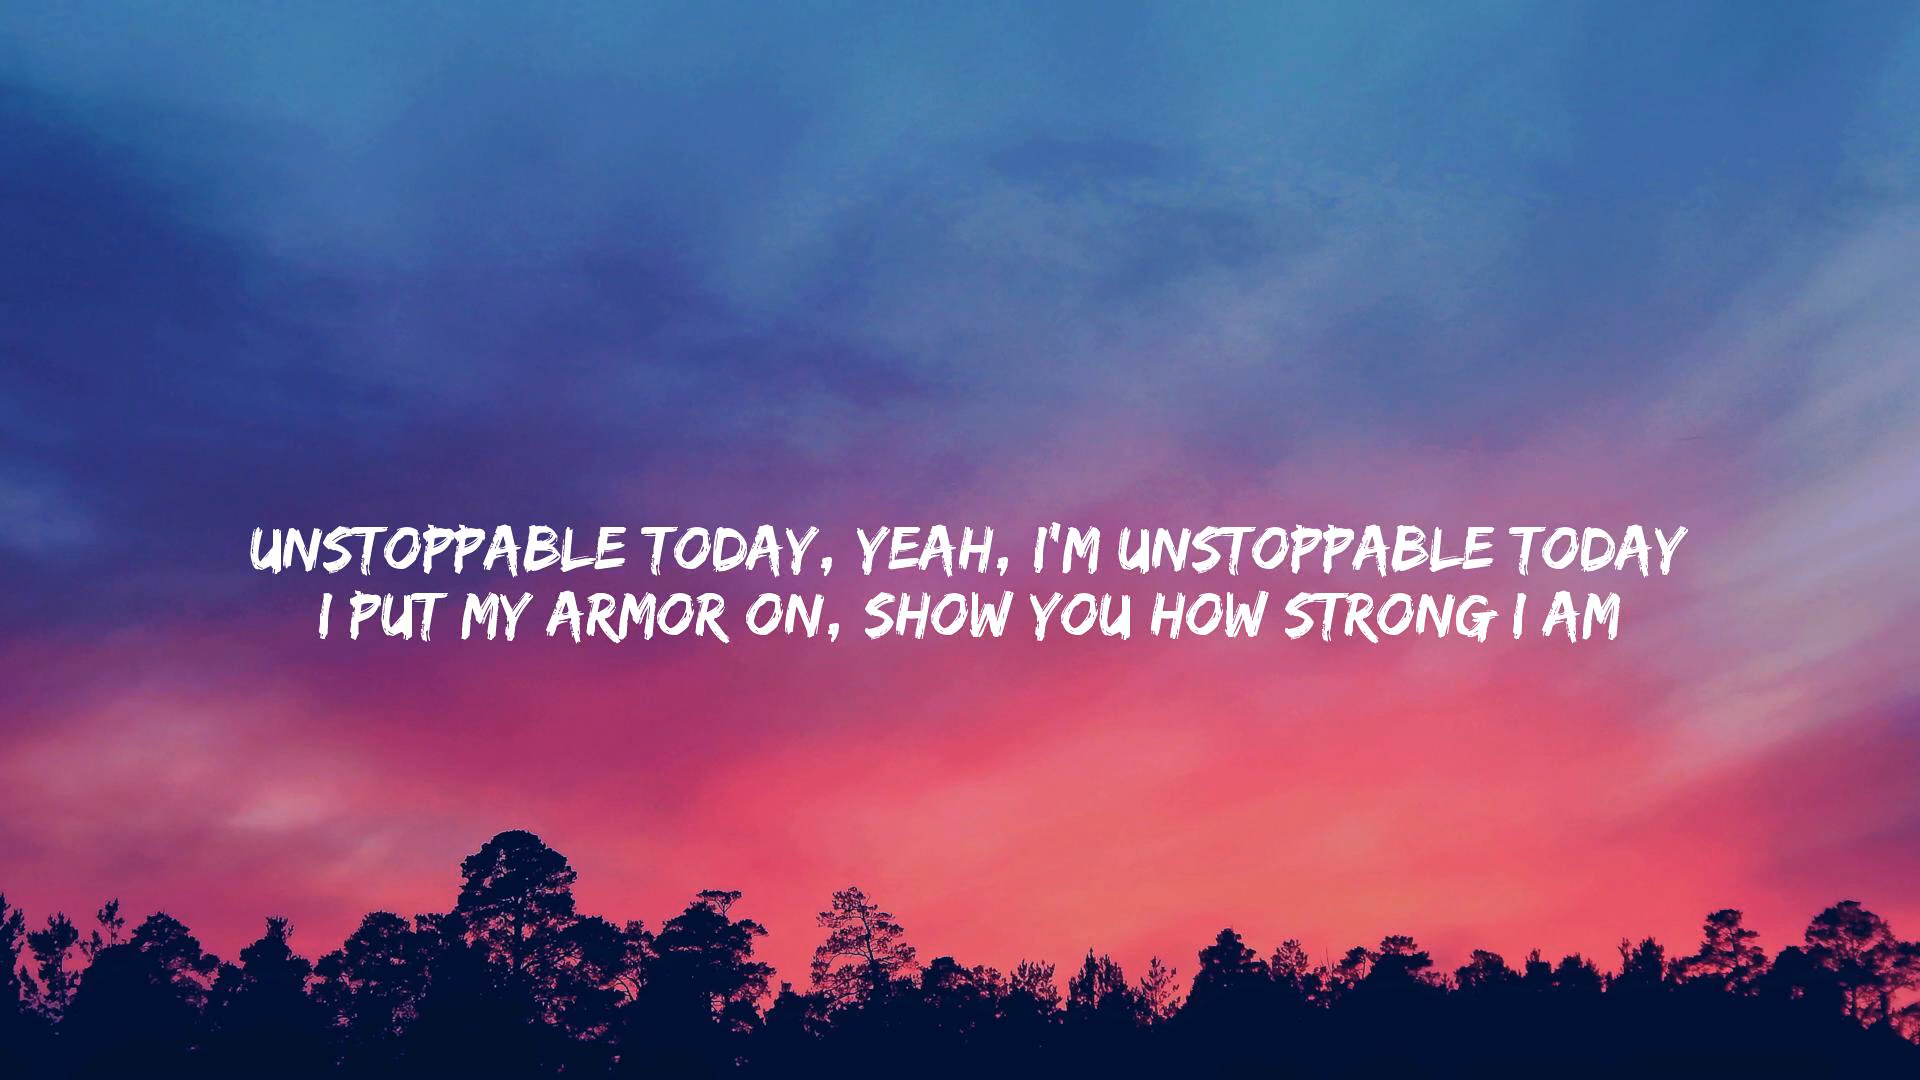 UNSTOPPABLE TODAY, YEAH, I'M UNSTOPPABLE TODAY
I PUT MY ARMOR ON, SHOW YOU HOW STRONG I AM